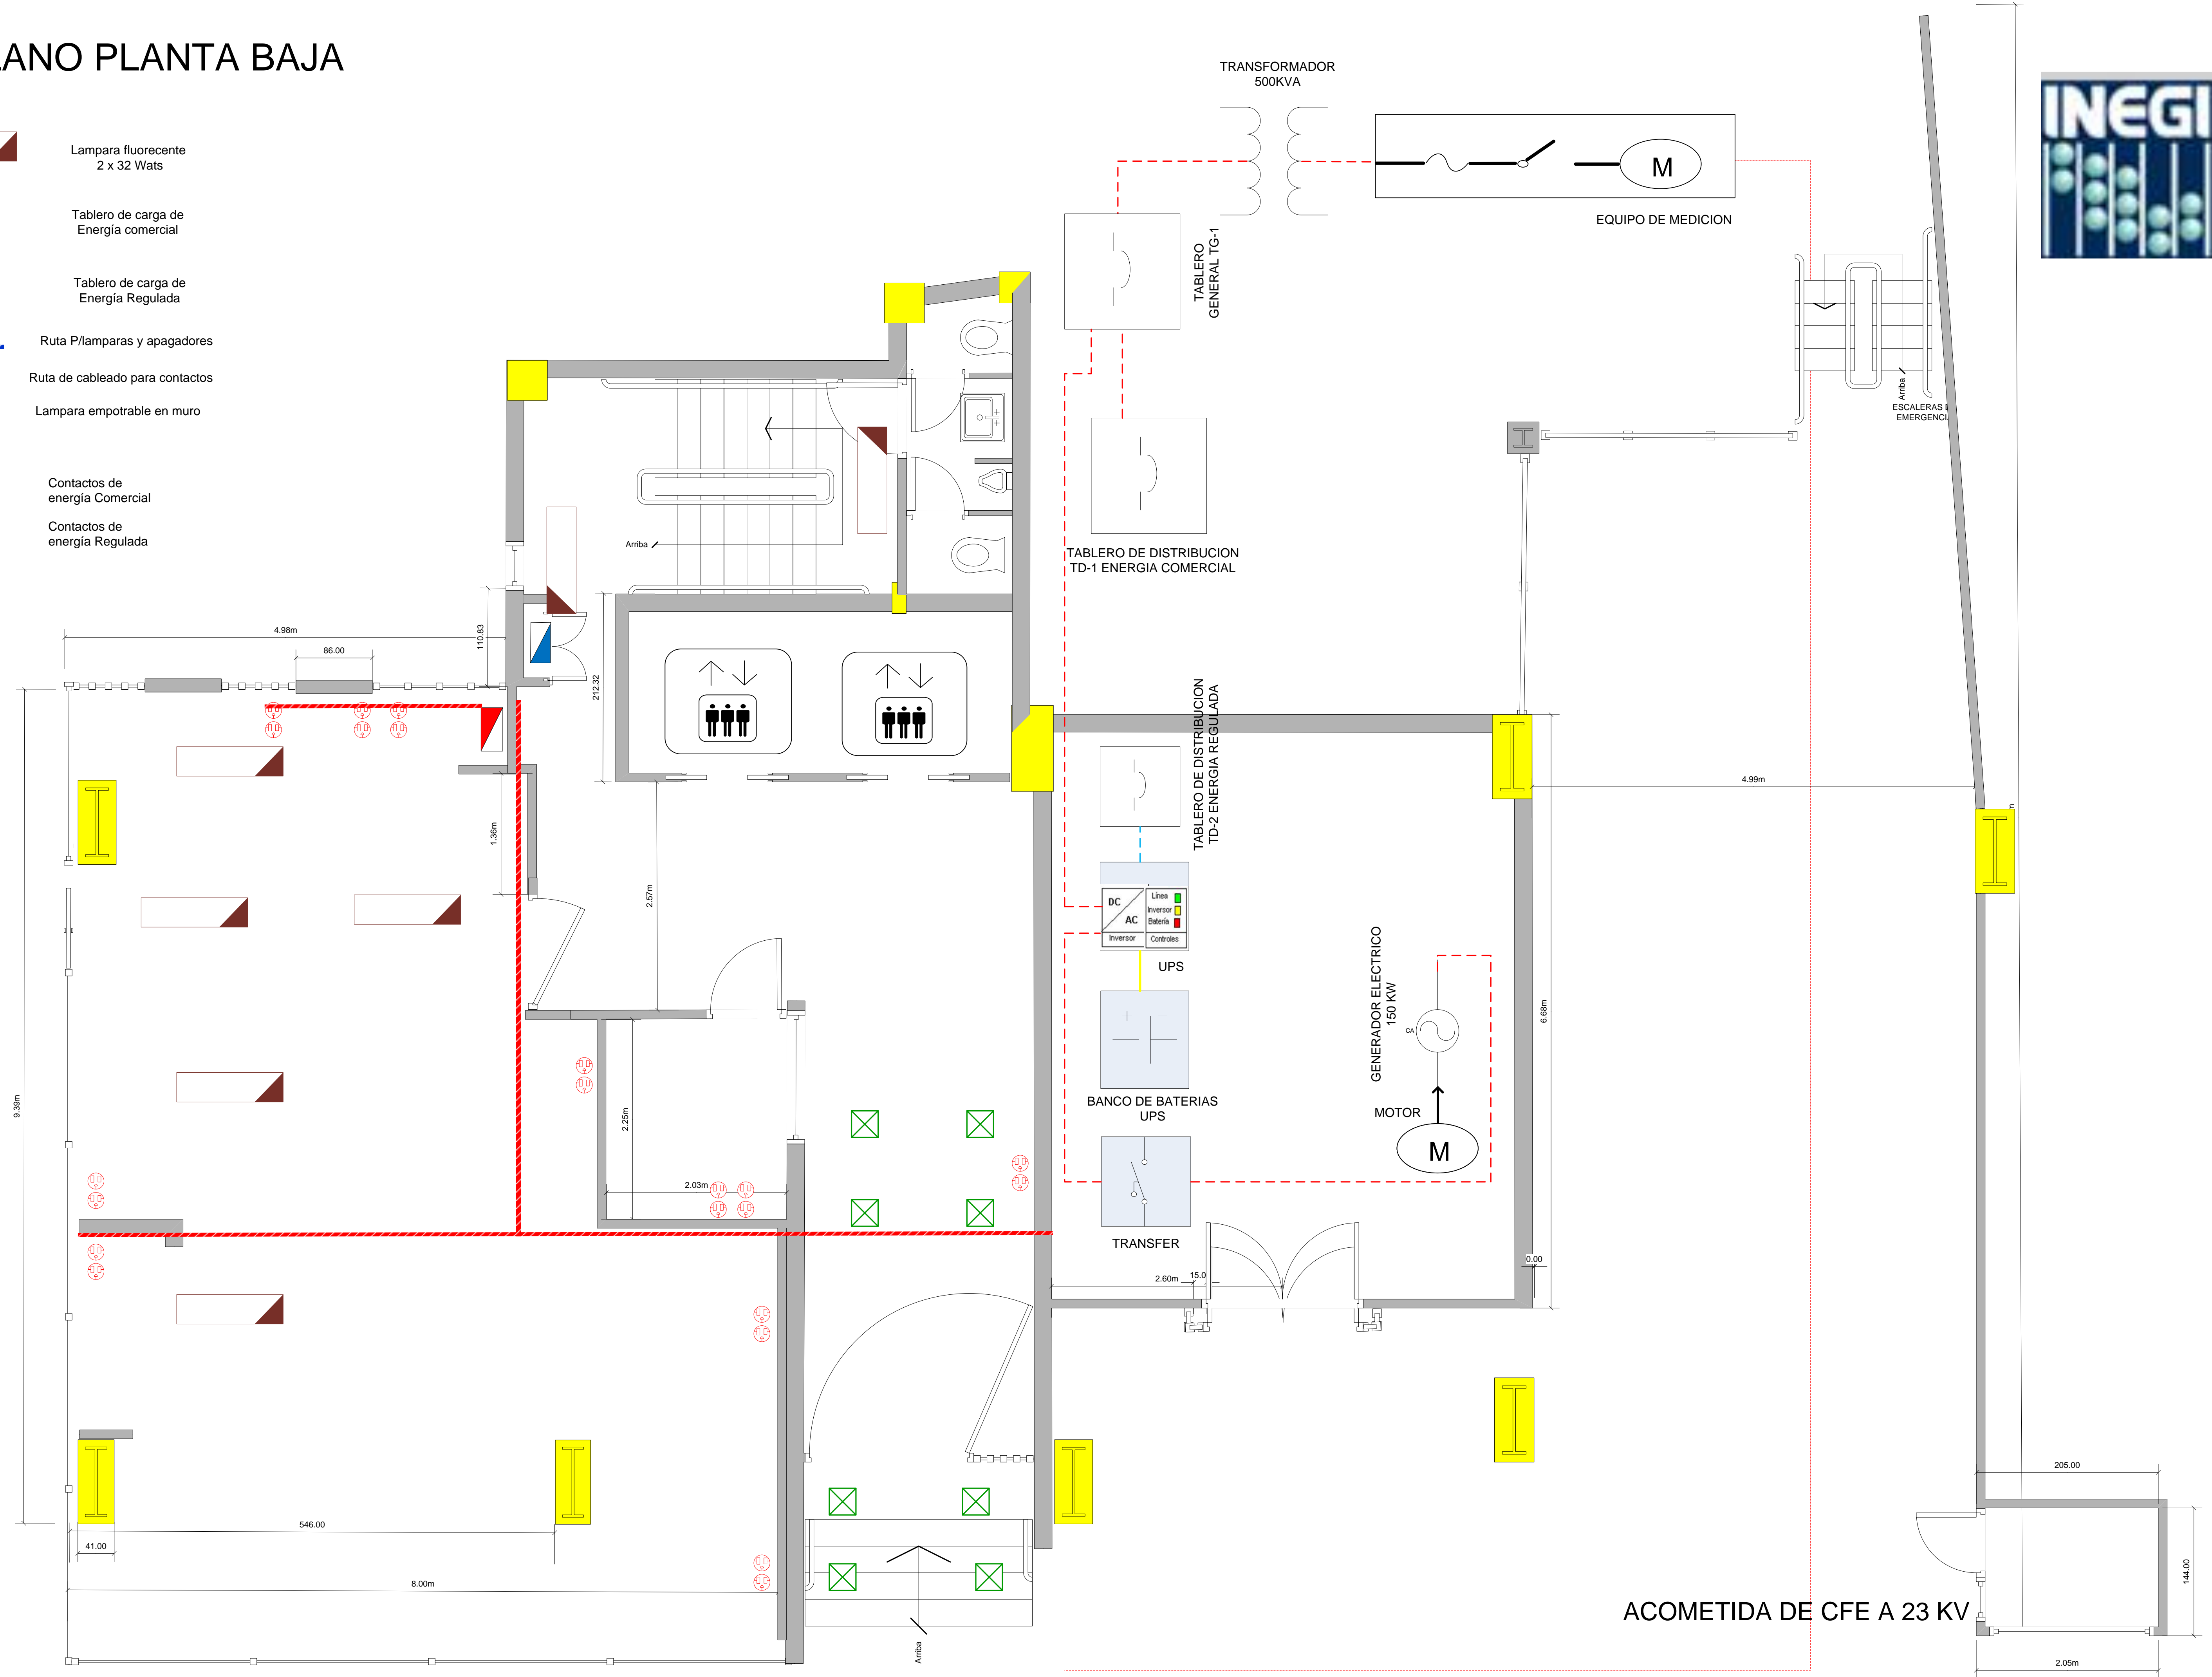 LANO PLANTA BAJA
INEGI
Lampara fluorecente
2 x 32 Wats
Tablero de carga de
Energía comercial
Tablero de carga de
Energía Regulada
Ruta P/lamparas y apagadores
Ruta de cableado para contactos
Lampara empotrable en muro
Contactos de
energía Comercial
Contactos de
energía Regulada
TRANSFORMADOR
500KVA
M
EQUIPO DE MEDICION
TABLERO
GENERAL TG-1
Arriba
ESCALERAS D
EMERGENCI
TABLERO DE DISTRIBUCION
TD-1 ENERGIA COMERCIAL
Arriba
4.98m
86.00
110.83
212.32
TABLERO DE DISTRIBUCION
TD-2 ENERGIA REGULADA
4.99m
1.36m
2.57m
DC
AC
Inversor
Línea
Inversor
Batería
Controles
UPS
GENERADOR ELECTRICO
150 KW
CA
6.68m
BANCO DE BATERIAS
UPS
MOTOR
M
9.39m
2.25m
2.03m
TRANSFER
2.60m
15.0
0.00
546.00
41.00
8.00m
Arriba
205.00
144.00
ACOMETIDA DE CFE A 23 KV
2.05m